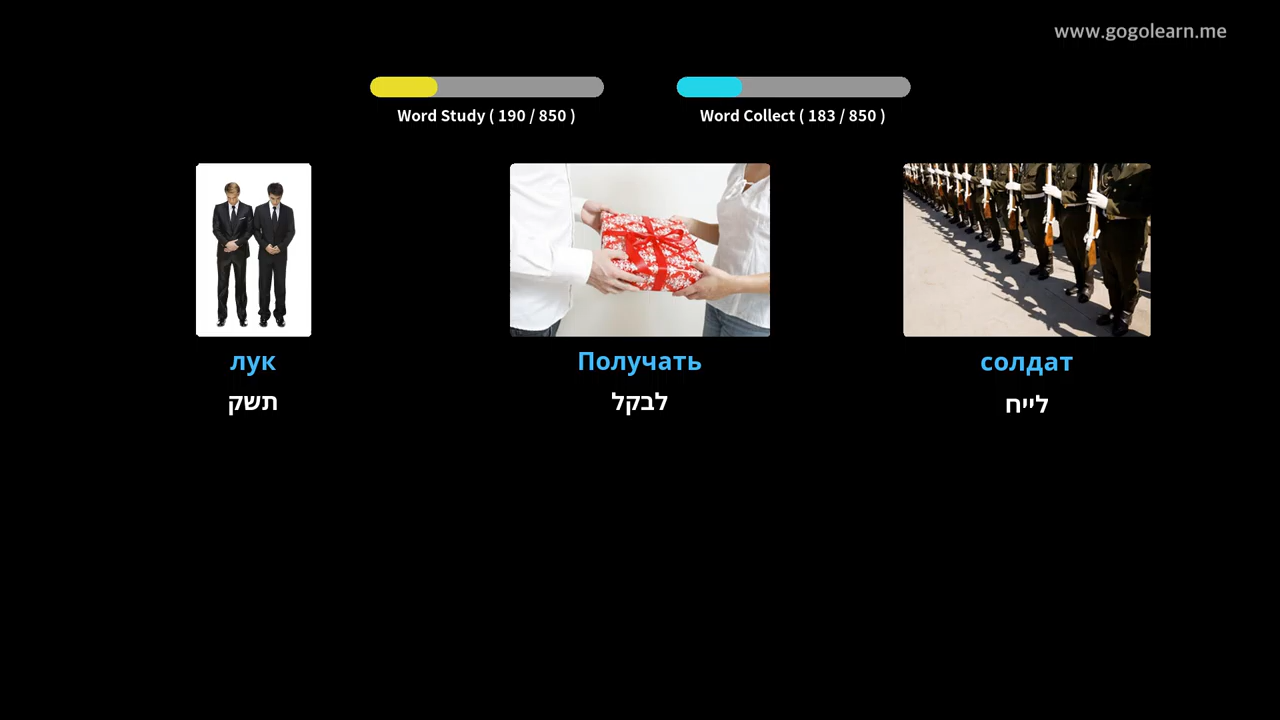 www.gogolearn.me
Word Study ( 190 / 850 )
Word Collect ( 183 / 850 )
лук
תשק
Получать
לבקל
солдат
לייח